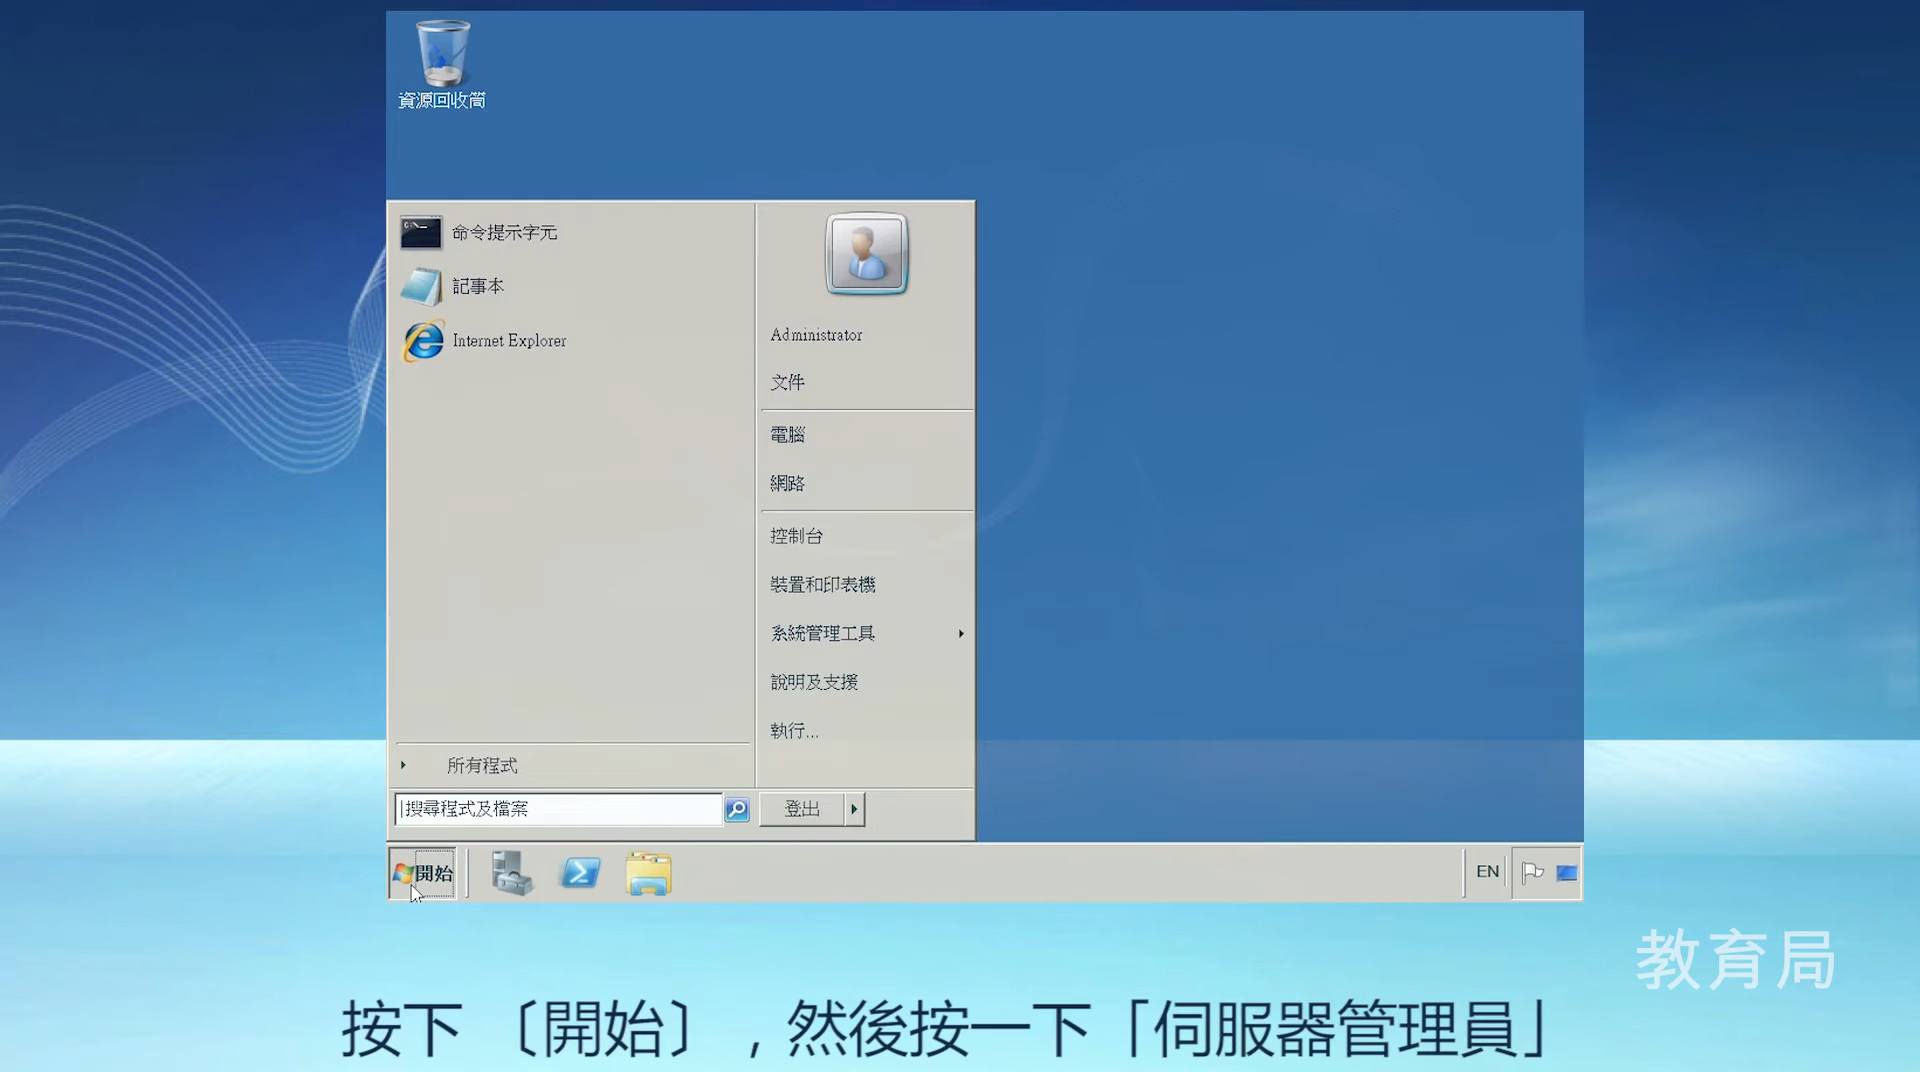 資源回收筒
命令提示字元
記事本
Internet Explorer
所有程式
搜尋程式及檔案
Administrator
文件
電腦
網路
控制台
裝置和印表機
系統管理工具
說明及支援
執行...
登出
開始
EN
教育局
按下〔開始〕，然後按一下「伺服器管理員」